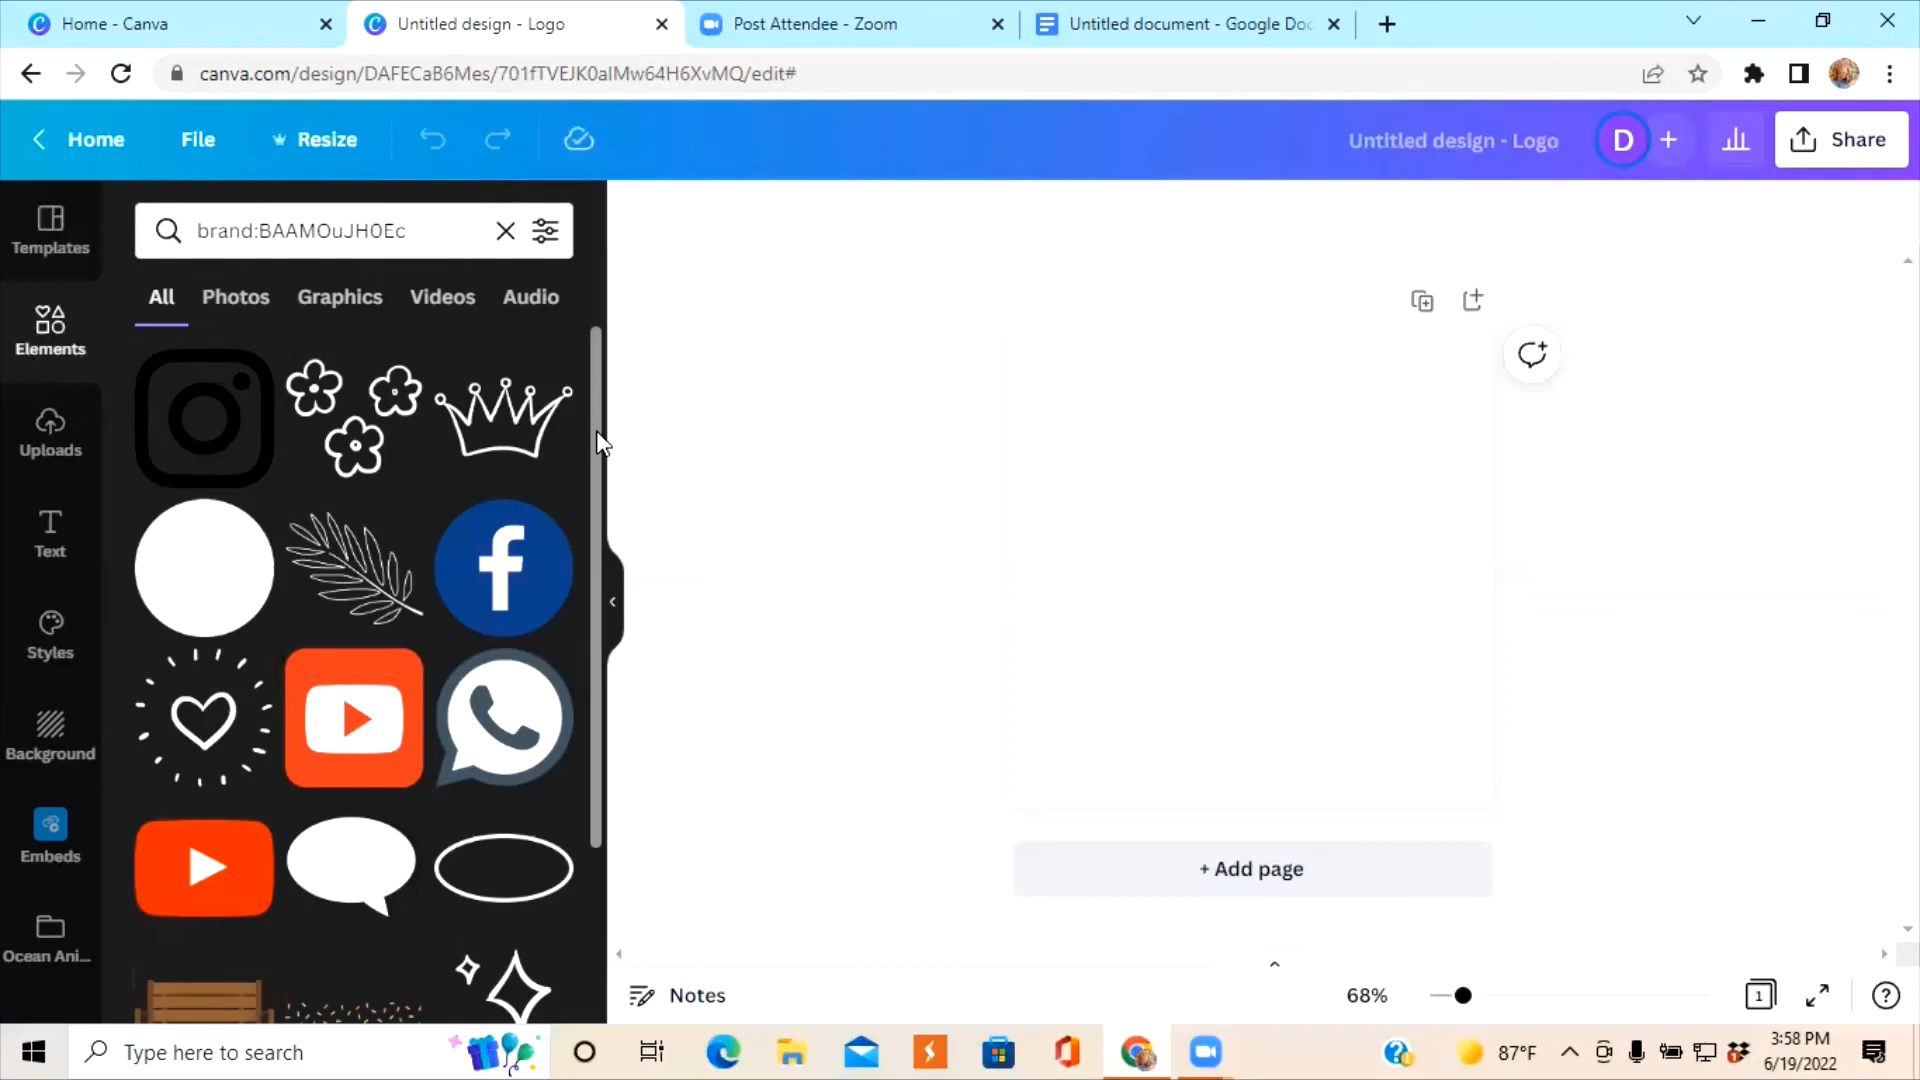 Home - Canva
Untitled design - Logo
Post Attendee - Zoom
Untitled document - Google Doc
canva.com/design/DAFECaB6Mes/701fTVEJK0aIMw64H6XvMQ/edit#
Home
File
Resize
Untitled design - Logo
D
Share
Templates
Elements
Uploads
Text
Styles
Background
Embeds
Ocean Ani...
brand:BAAMOuJH0Ec
All
Photos
Graphics
Videos
Audio
+ Add page
Notes
68%
1
Type here to search
87°F
3:58 PM
6/19/2022